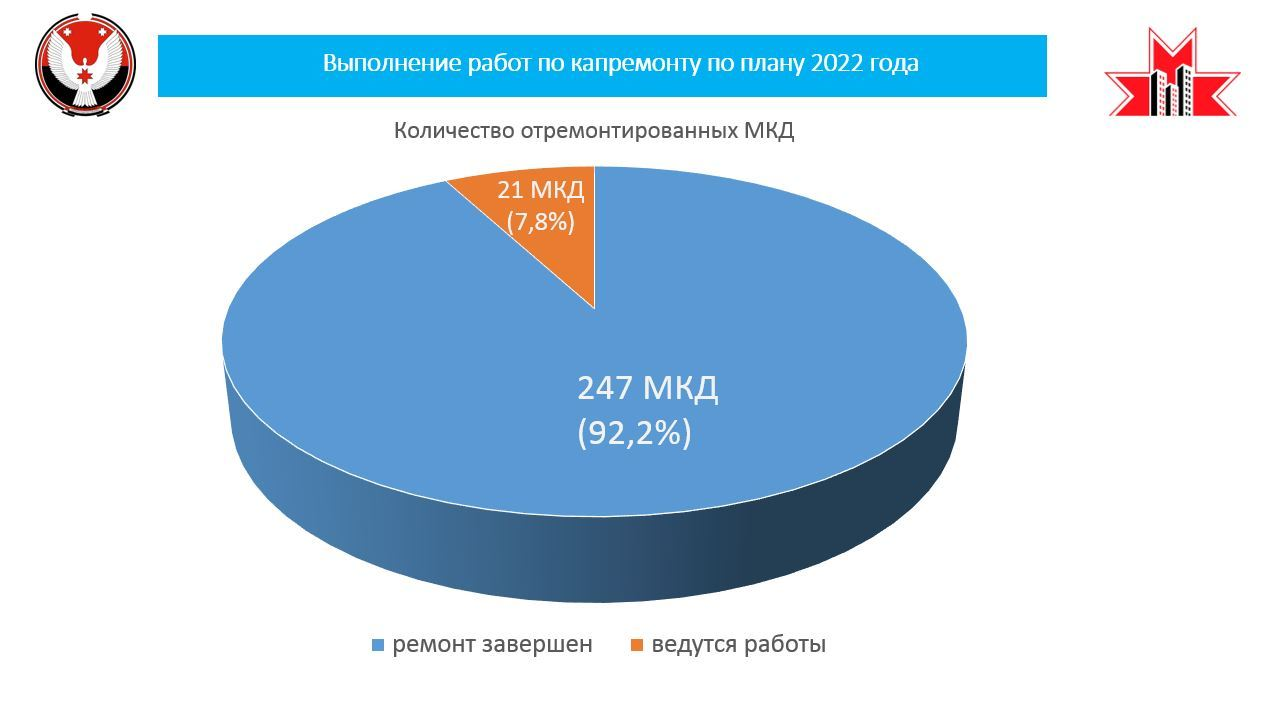 Выполнение работ по капремонту по плану 2022 года
Количество отремонтированных МКД
21 МКД
(7,8%)
247 МКД
(92,2%)
ремонт завершен
ведутся работы